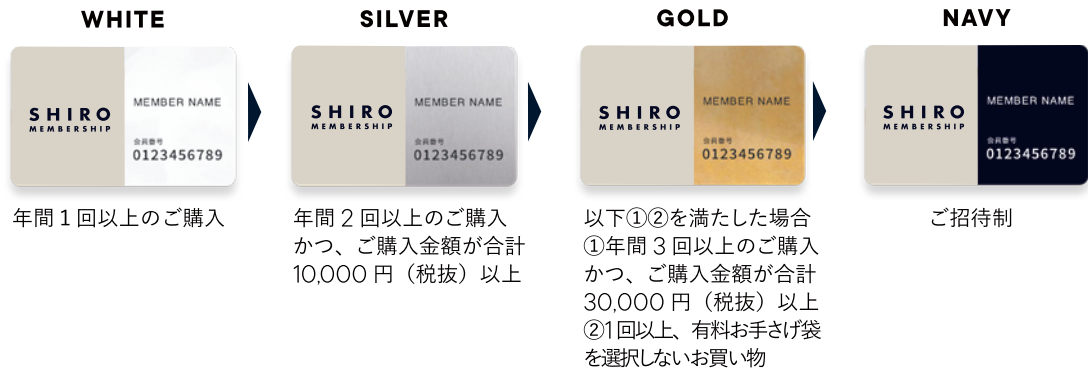 WHITE
SHIRO
MEMBERSHIP
MEMBER NAME
会員番号
0123456789
年間1回以上のご購入
SILVER
SHIRO
MEMBERSHIP
MEMBER NAME
会員番号
0123456789
年間2回以上のご購入
かつ、ご購入金額が合計
10,000円（税抜）以上
GOLD
SHIRO
MEMBERSHIP
MEMBER NAME
会員番号
0123456789
以下①②を満たした場合
①年間3回以上のご購入
かつ、ご購入金額が合計
30,000円（税抜）以上
②1回以上、有料お手さげ袋
を選択しないお買い物
NAVY
SHIRO
MEMBERSHIP
MEMBER NAME
会員番号
0123456789
ご招待制